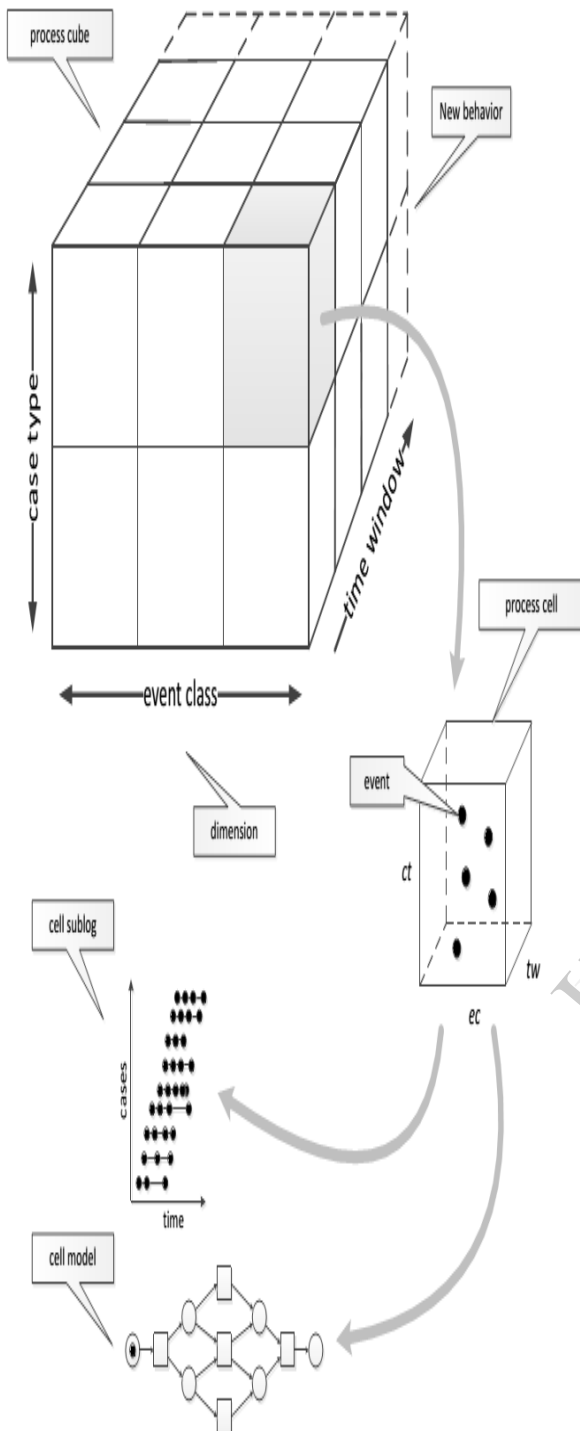 process cube
New behavior
case type
time window
event class
process cell
event
dimension
ct
tw
ec
cell sublog
cases
time
cell model